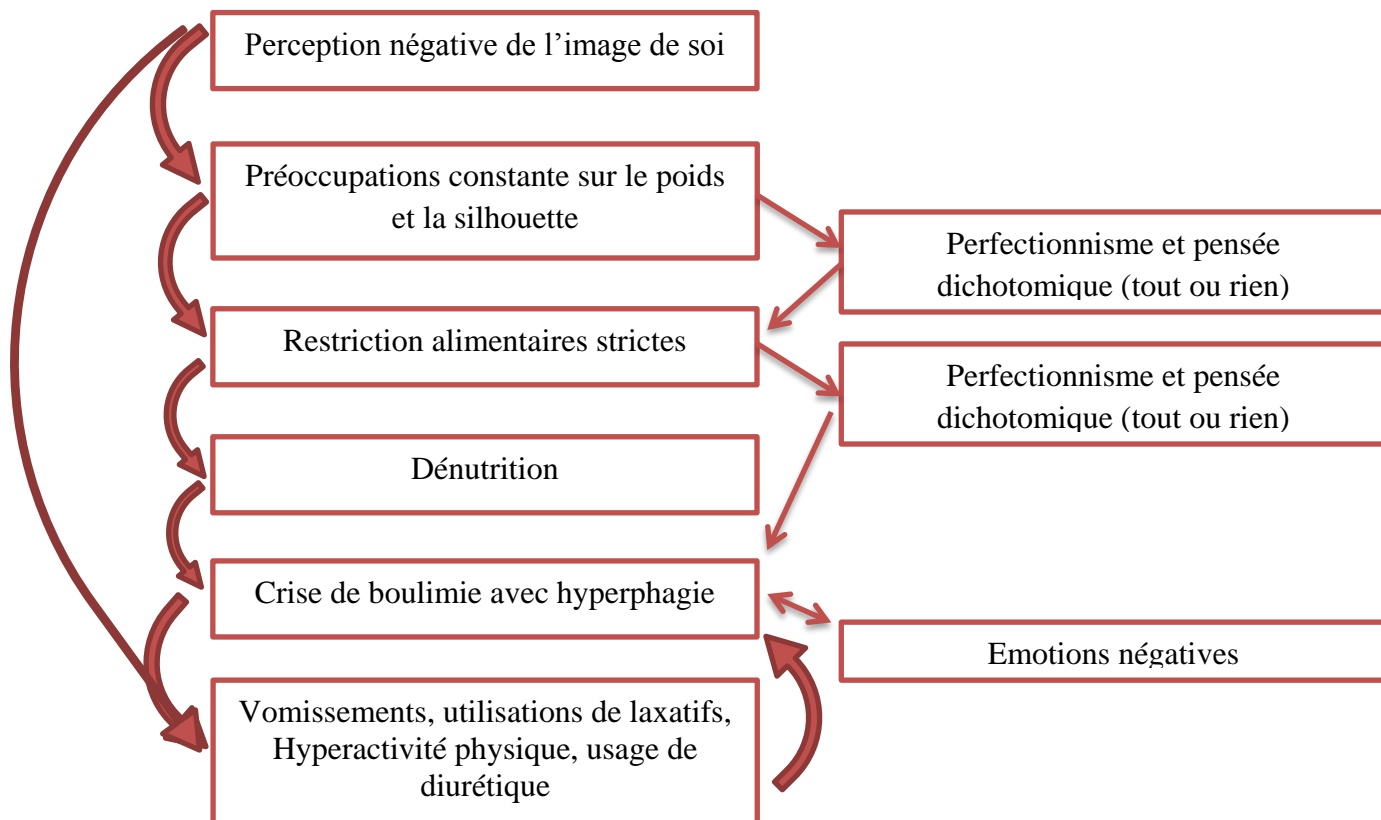 Perception négative de l’image de soi
Préoccupations constante sur le poids
et la silhouette
Perfectionnisme et pensée
dichotomique (tout ou rien)
Restriction alimentaires strictes
Perfectionnisme et pensée
dichotomique (tout ou rien)
Dénutrition
Crise de boulimie avec hyperphagie
Emotions négatives
Vomissements, utilisations de laxatifs,
Hyperactivité physique, usage de
diurétique